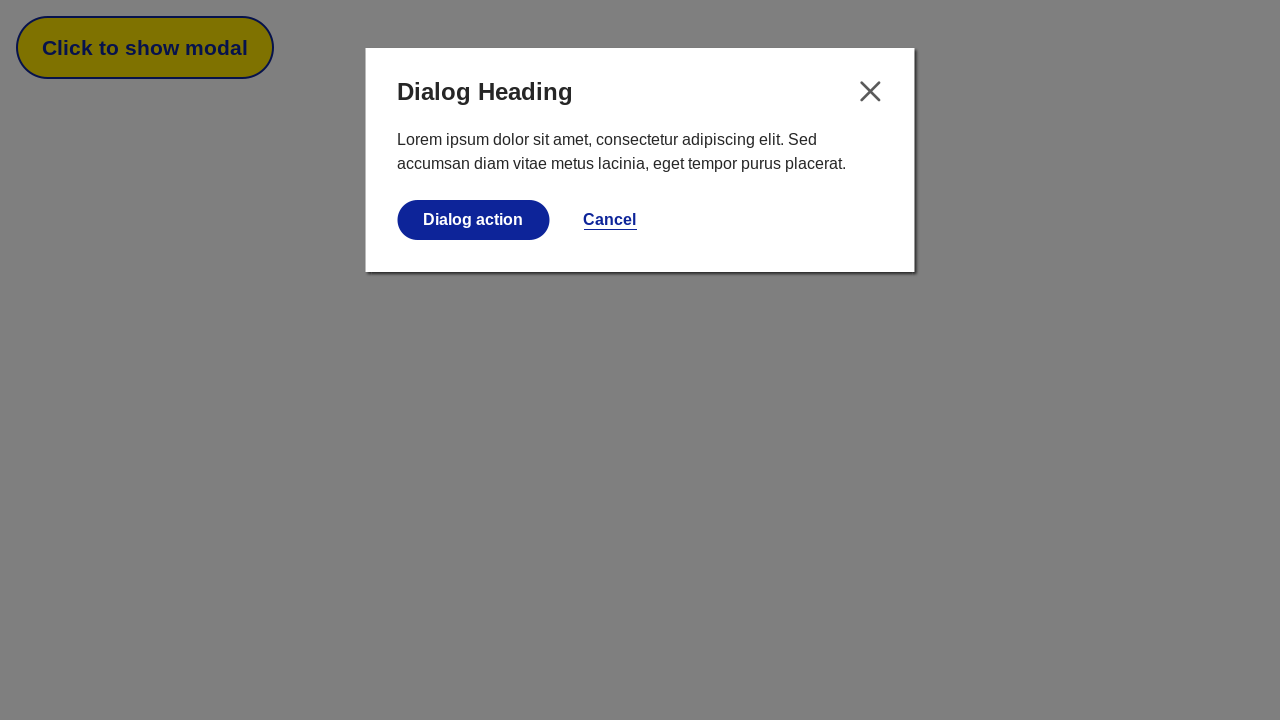 Click to show modal
Dialog Heading
Lorem ipsum dolor sit amet, consectetur adipiscing elit. Sed
accumsan diam vitae metus lacinia, eget tempor purus placerat.
Dialog action
Cancel